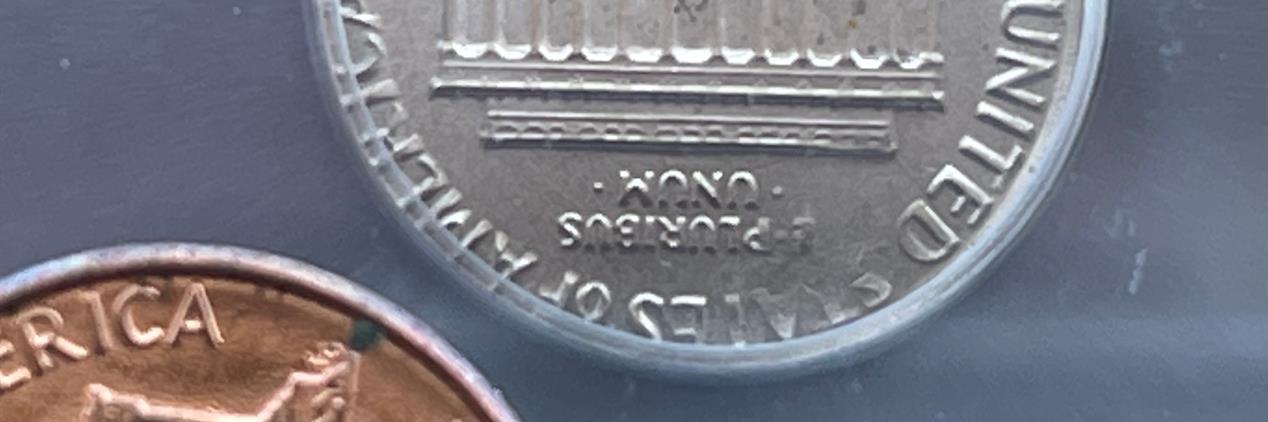 UNITED STATES OF AMERICA
E·PLURIBUS
·UNUM·
ERICA